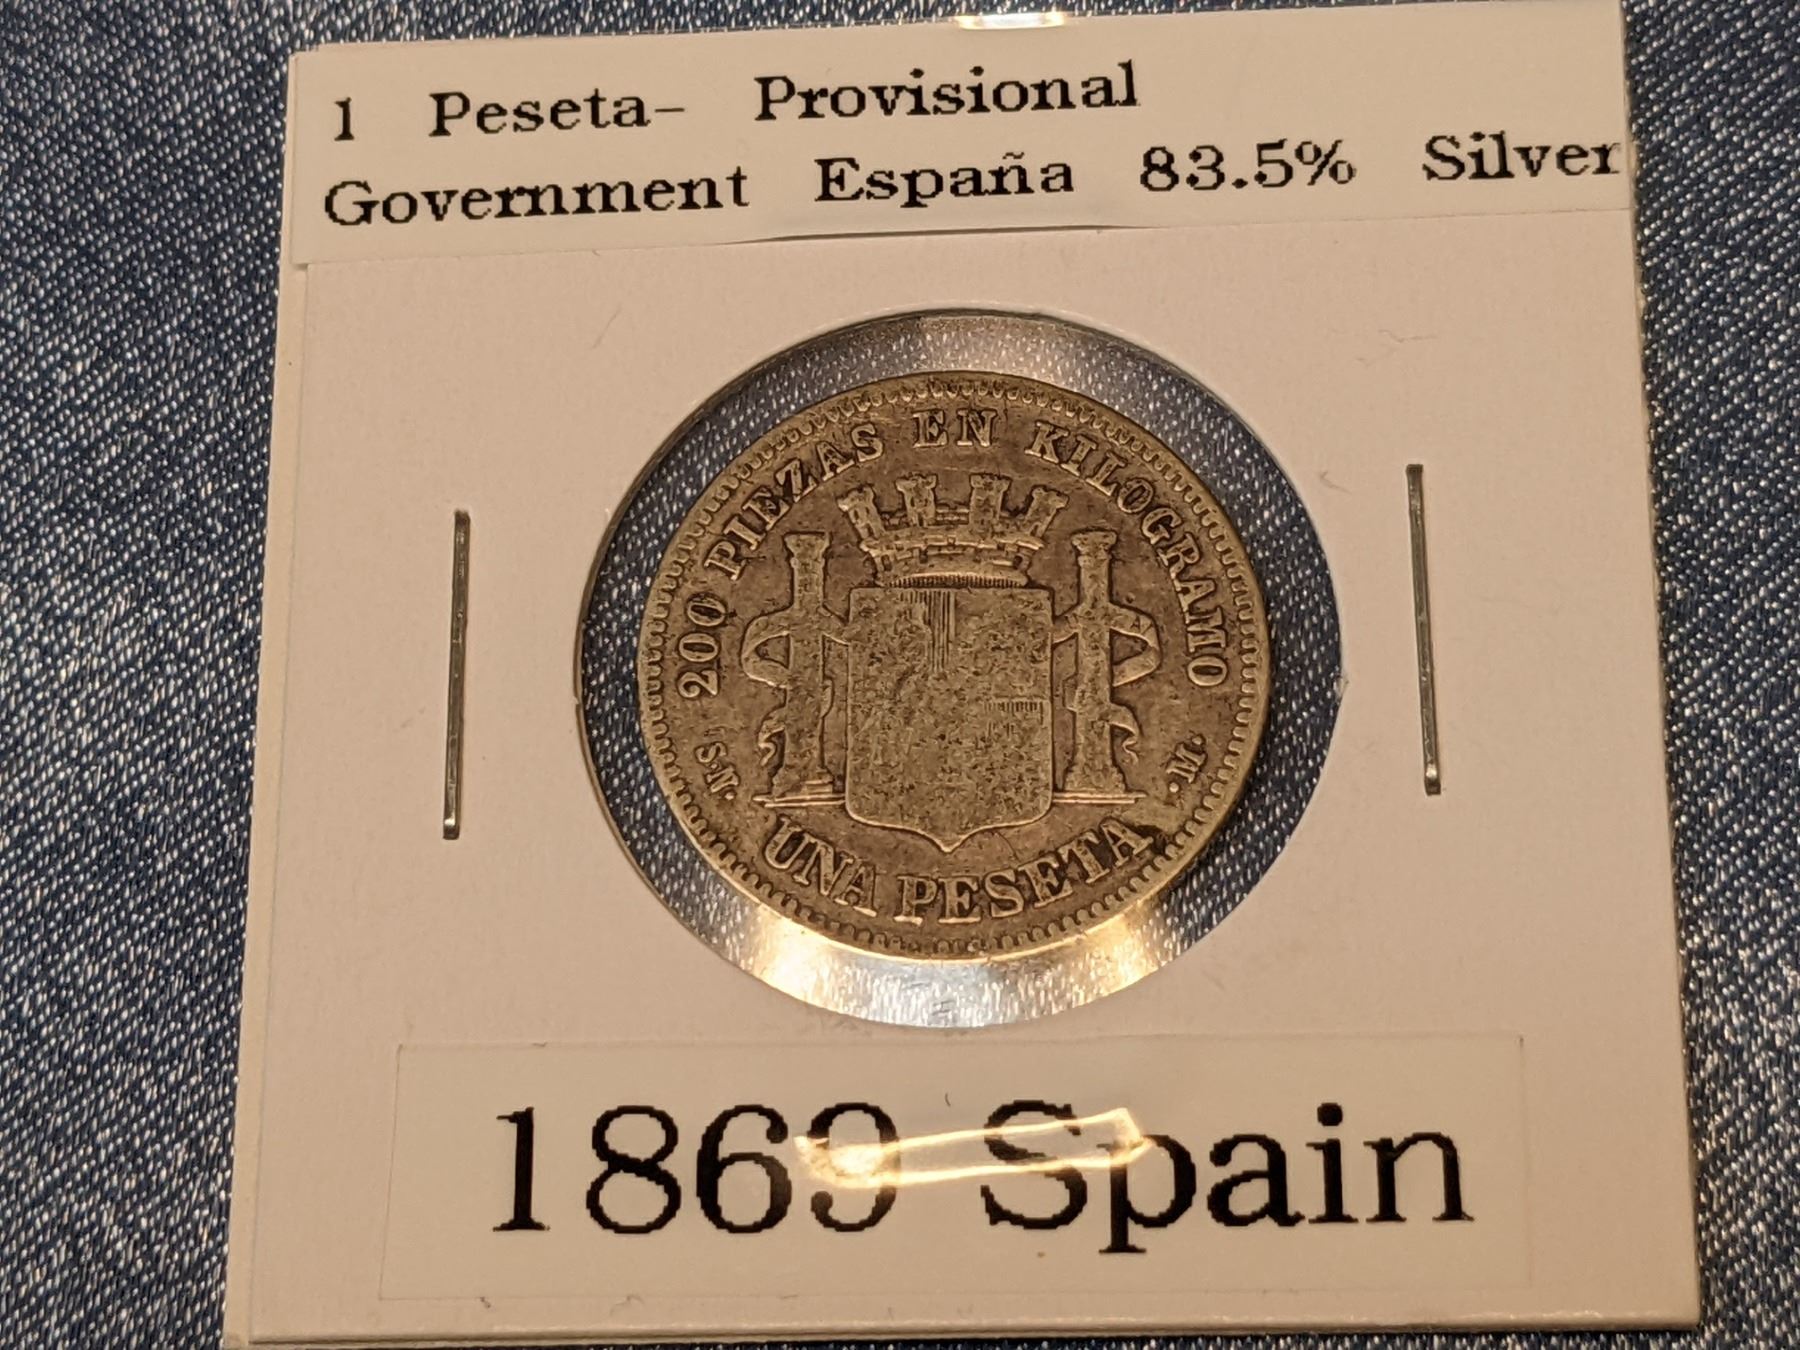 1 Peseta- Provisional
Government España 83.5% Silver
200 PIEZAS EN KILOGRAMO
S.N. .M.
UNA PESETA
1869 Spain